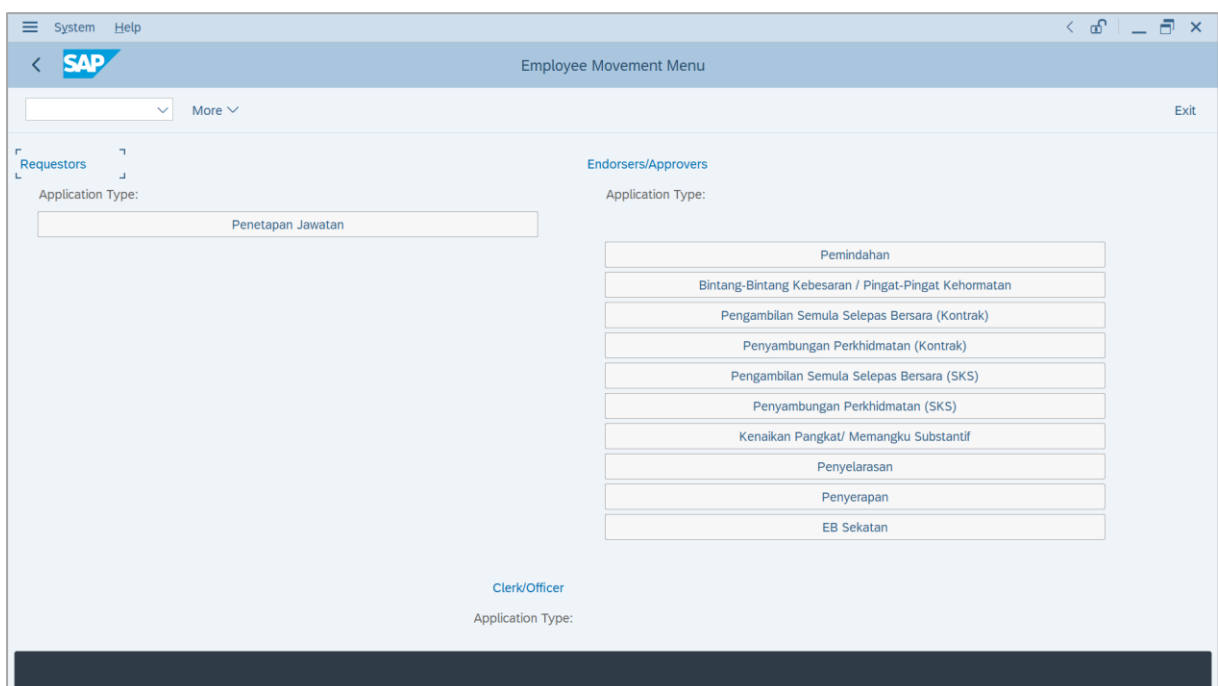 System Help
SAP
Employee Movement Menu
More
Exit
Requestors
Application Type:
Penetapan Jawatan
Endorsers/Approvers
Application Type:
Pemindahan
Bintang-Bintang Kebesaran / Pingat-Pingat Kehormatan
Pengambilan Semula Selepas Bersara (Kontrak)
Penyambungan Perkhidmatan (Kontrak)
Pengambilan Semula Selepas Bersara (SKS)
Penyambungan Perkhidmatan (SKS)
Kenaikan Pangkat/ Memangku Substantif
Penyelarasan
Penyerapan
EB Sekatan
Clerk/Officer
Application Type: